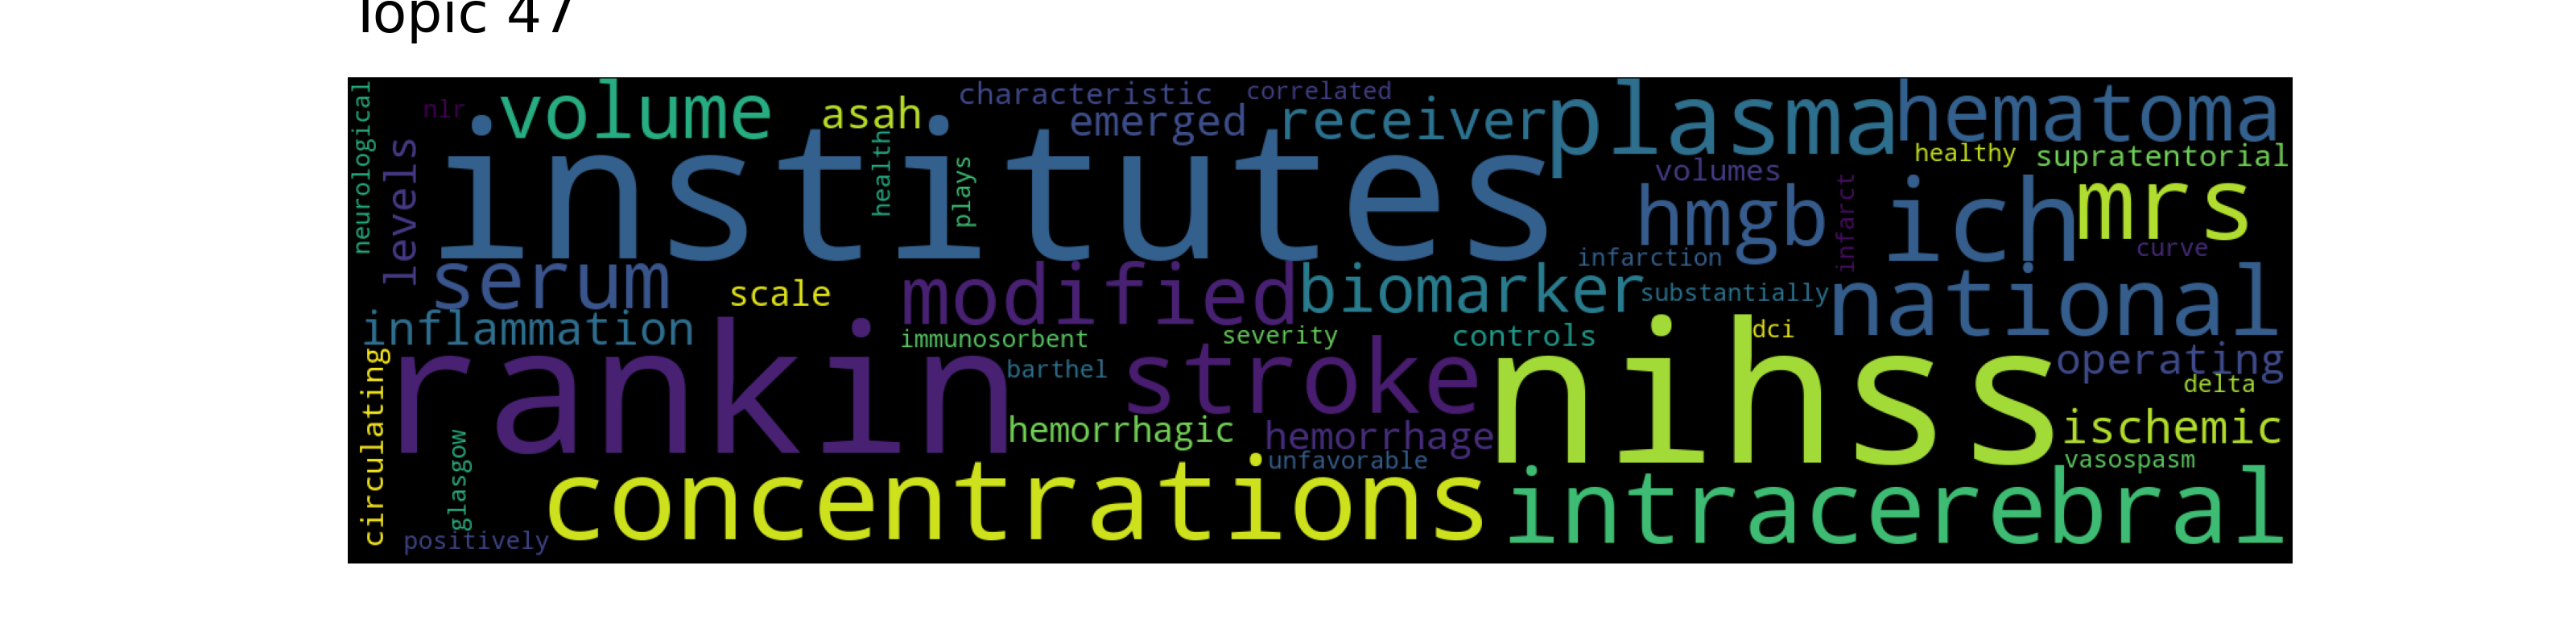 Topic 47
neurological
levels
nlr
volume
asah
characteristic
correlated
emerged
receiver
plasma
hematoma
institutes
health
plays
healthy
supratentorial
volumes
hmgb
infarct
ich
mrs
curve
infarction
serum
scale
modified
biomarker
substantially
national
inflammation
immunosorbent
severity
controls
dci
circulating
rankin
barthel
stroke
nihss
operating
delta
hemorrhagic
hemorrhage
ischemic
glasgow
unfavorable
vasospasm
positively
concentrations
intracerebral